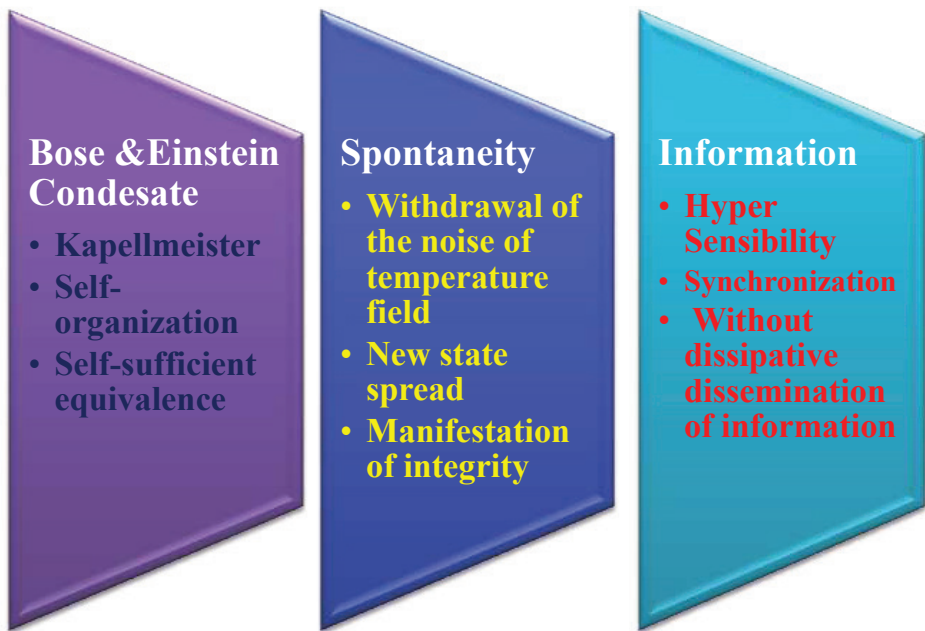 Bose &Einstein
Condesate
• Kapellmeister
• Self-
organization
• Self-sufficient
equivalence
Spontaneity
• Withdrawal of
the noise of
temperature
field
• New state
spread
• Manifestation
of integrity
Information
• Hyper
Sensibility
• Synchronization
• Without
dissipative
dissemination
of information